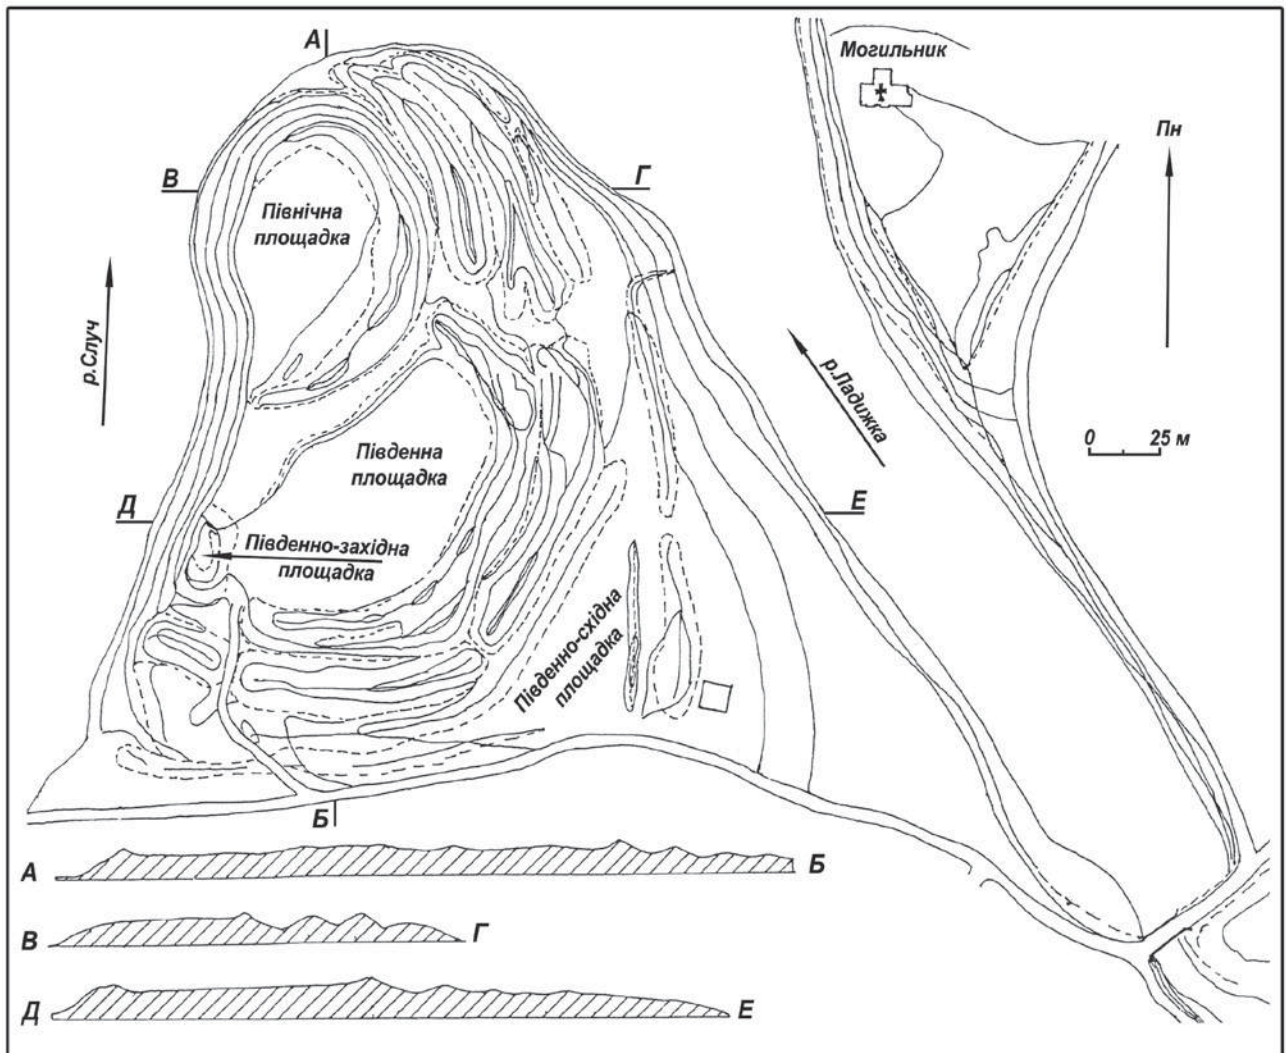 А
Могильник
Пн
В
Г
Північна
площадка
р.Случ
р.Ладижка
0 25 м
Південна
площадка
Д
Е
Південно-західна
площадка
Південно-східна
площадка
Б
А
Б
В
Г
Д
Е